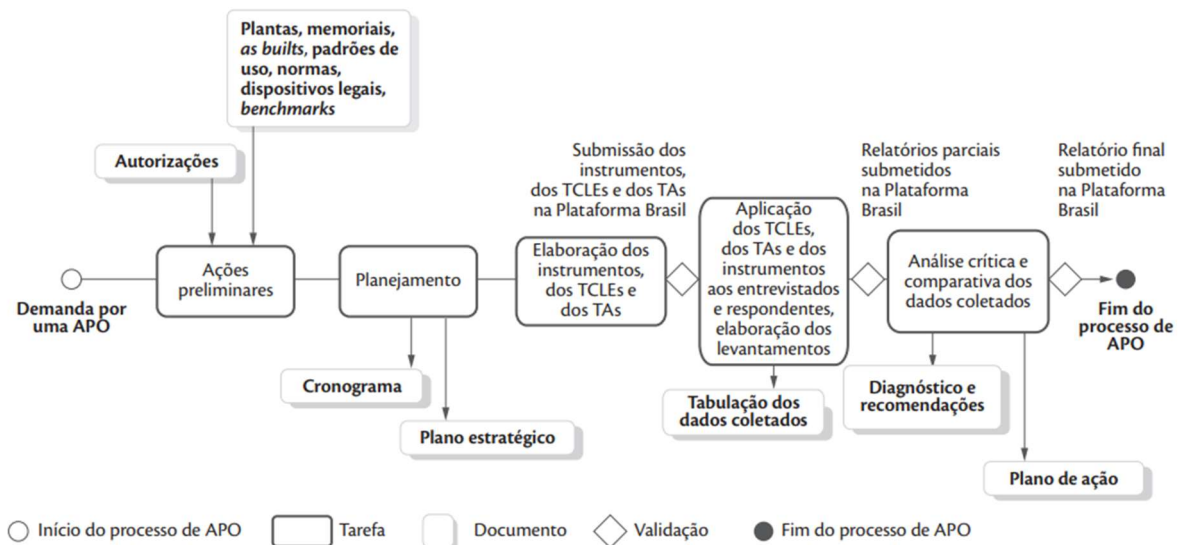 Plantas, memoriais,
as builts, padrões de
uso, normas,
dispositivos legais,
benchmarks
Autorizações
Submissão dos
instrumentos,
dos TCLEs e dos TAs
na Plataforma Brasil
Relatórios parciais
submetidos
na Plataforma
Brasil
Relatório final
submetido
na Plataforma
Brasil
Demanda por
uma APO
Ações
preliminares
Planejamento
Elaboração dos
instrumentos,
dos TCLEs e
dos TAs
Aplicação
dos TCLEs,
dos TAs e dos
instrumentos
aos entrevistados
e respondentes,
elaboração dos
levantamentos
Análise crítica e
comparativa dos
dados coletados
Fim do
processo de
APO
Cronograma
Plano estratégico
Tabulação dos
dados coletados
Diagnóstico e
recomendações
Plano de ação
Início do processo de APO
Tarefa
Documento
Validação
Fim do processo de APO